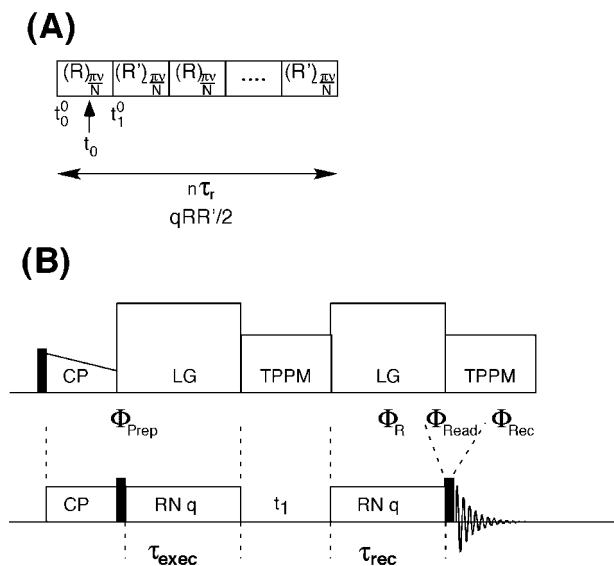 (A)
(R)πν/N (R')-πν/N (R)πν/N .... (R')-πν/N
t₀⁰ t₁⁰
t₀
nτr
qRR'/2
(B)
CP LG TPPM LG TPPM
ΦPrep ΦR ΦRead ΦRec
CP RN q t₁ RN q
τexec τrec